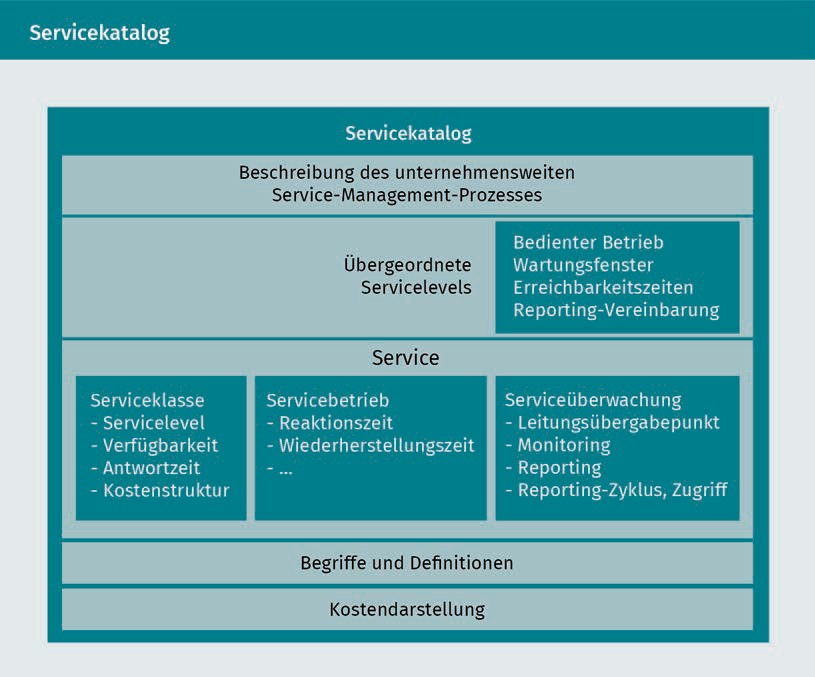 Servicekatalog
Servicekatalog
Beschreibung des unternehmensweiten
Service-Management-Prozesses
Übergeordnete
Servicelevels
Bedienter Betrieb
Wartungsfenster
Erreichbarkeitszeiten
Reporting-Vereinbarung
Service
Serviceklasse
- Servicelevel
- Verfügbarkeit
- Antwortzeit
- Kostenstruktur
Servicebetrieb
- Reaktionszeit
- Wiederherstellungszeit
- ...
Serviceüberwachung
- Leitungsübergabepunkt
- Monitoring
- Reporting
- Reporting-Zyklus, Zugriff
Begriffe und Definitionen
Kostendarstellung